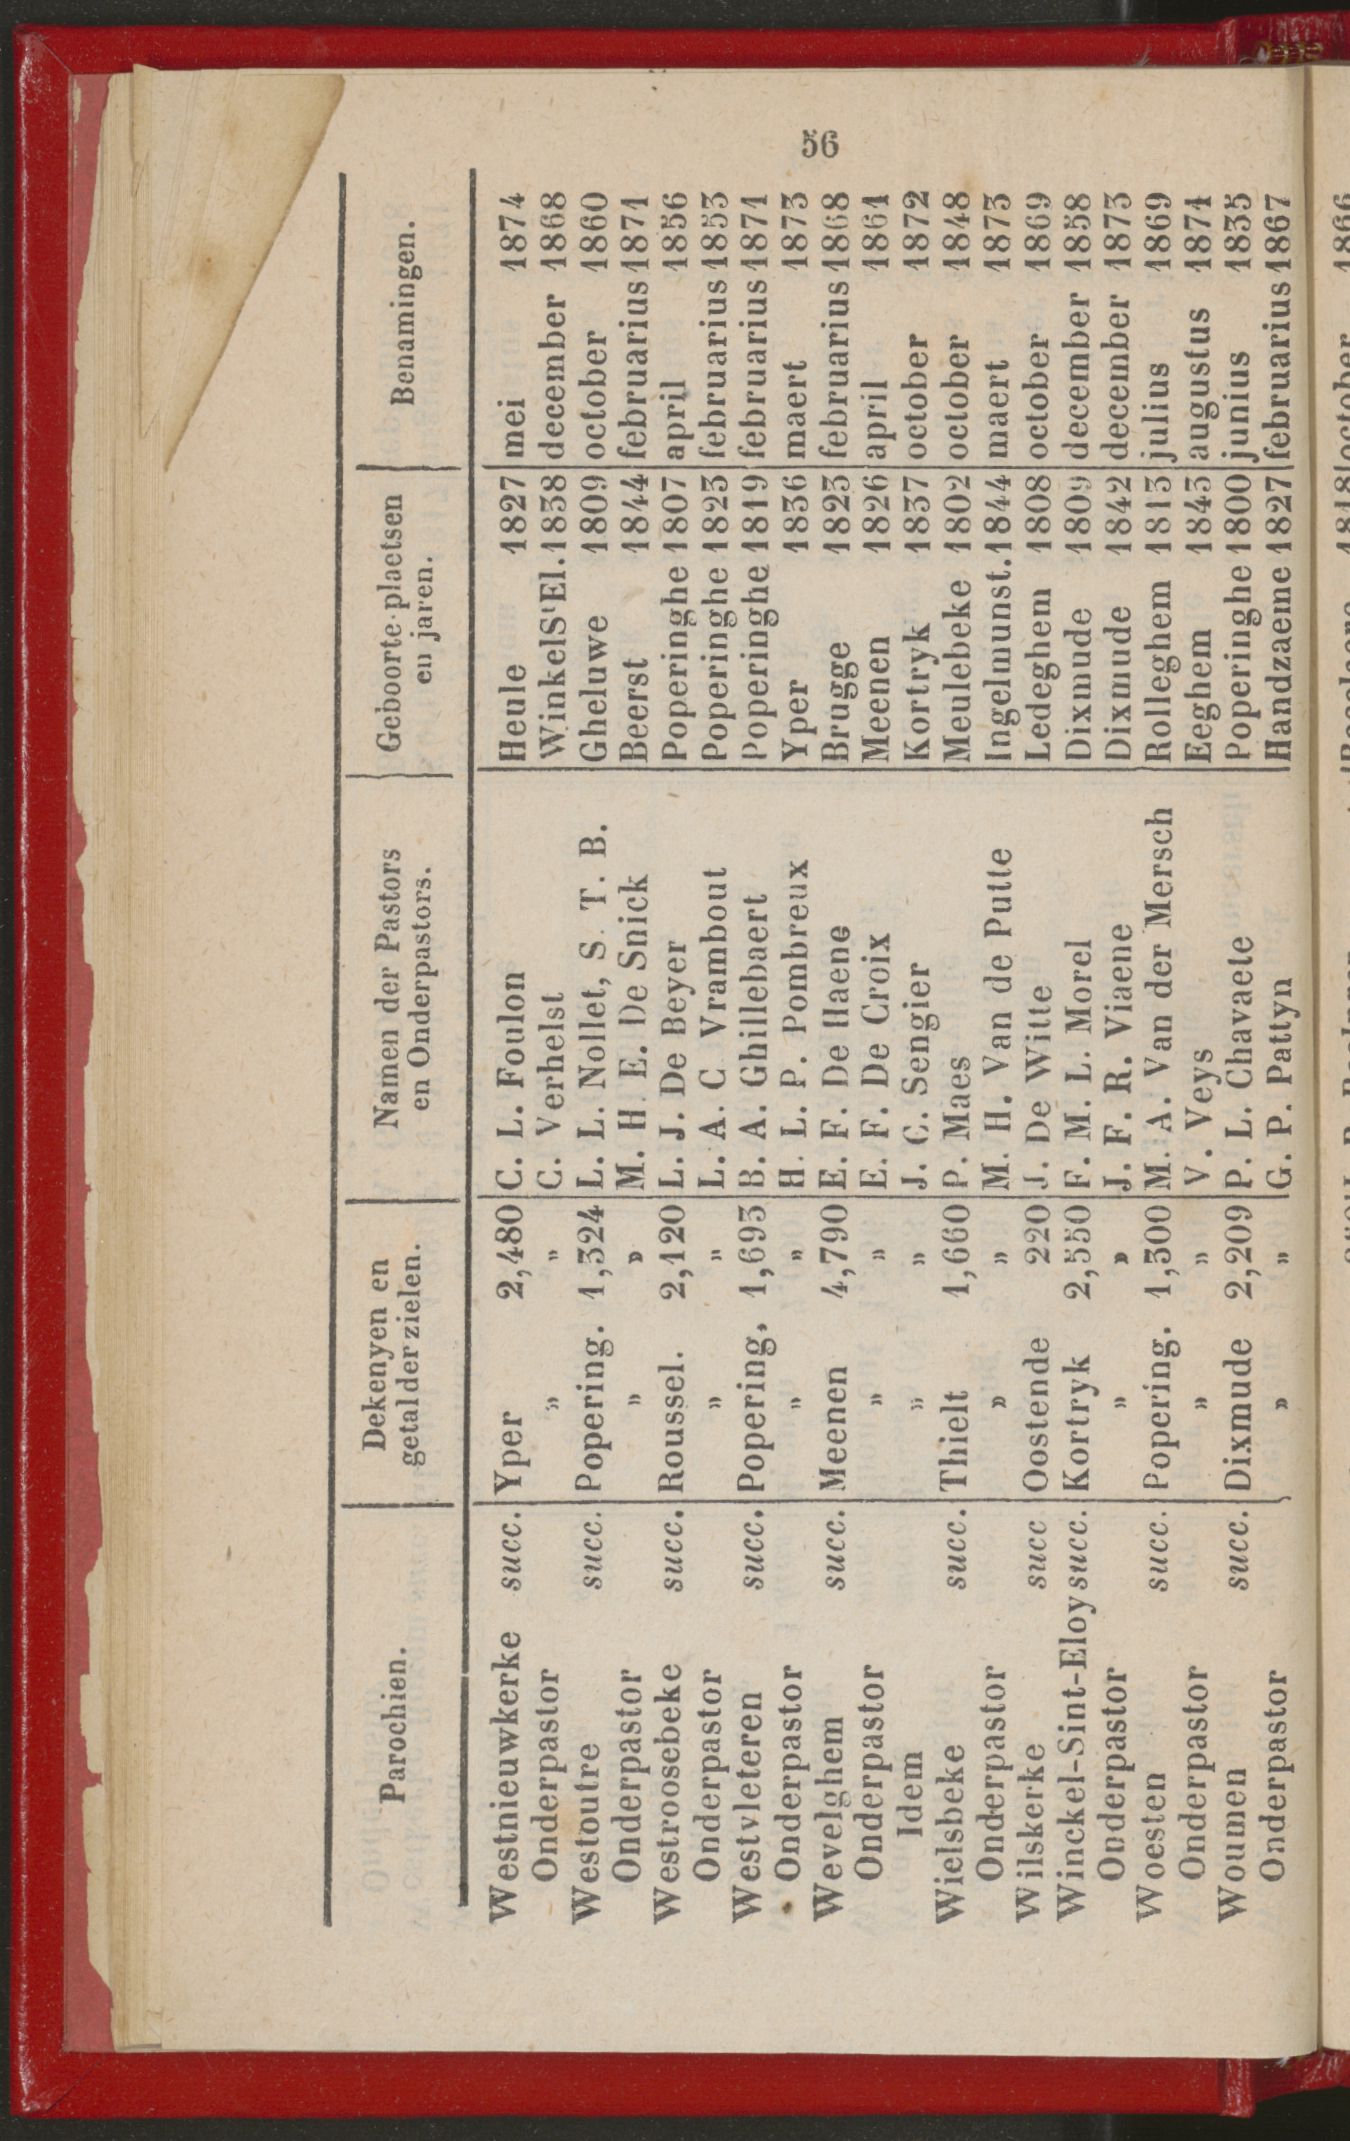 56
Parochien. Dekenyen en getal der zielen. Namen der Pastors en Onderpastors. Geboorte-plaetsen en jaren. Benamingen.
Westnieuwkerke succ. Yper 2,480 C. L. Foulon Heule 1827 mei 1874
Onderpastor » » C. Verhelst Winkel S'El. 1838 december 1868
Westoutre succ. Popering. 1,324 L. L. Nollet, S. T. B. Gheluwe 1809 october 1860
Onderpastor » » M. H. E. De Snick Beerst 1844 februarius 1871
Westroosebeke succ. Roussel. 2,120 L. J. De Beyer Poperinghe 1807 april 1856
Onderpastor » » L. A. C Vrambout Poperinghe 1823 februarius 1853
Westvleteren succ. Popering. 1,693 B. A. Ghillebaert Poperinghe 1819 februarius 1871
Onderpastor » » H. L. P. Pombreux Yper 1836 maert 1873
Wevelghem succ. Meenen 4,790 E. F. De Haene Brugge 1823 februarius 1868
Onderpastor » » E. F. De Croix Meenen 1826 april 1861
Idem » » J. C. Sengier Kortryk 1837 october 1872
Wielsbeke succ. Thielt 1,660 P. Maes Meulebeke 1802 october 1848
Onderpastor » » M. H. Van de Putte Ingelmunst. 1844 maert 1873
Wilskerke succ Oostende 220 J. De Witte Ledeghem 1808 october 1869
Winckel-Sint-Eloy succ. Kortryk 2,550 F. M. L. Morel Dixmude 1809 december 1858
Onderpastor » » J. F. R. Viaene Dixmude 1842 december 1873
Woesten succ. Popering. 1,300 M. A. Van der Mersch Rolleghem 1813 julius 1869
Onderpastor » » V. Veys Eeghem 1843 augustus 1874
Woumen succ. Dixmude 2,209 P. L. Chavaete Poperinghe 1800 junius 1835
Onderpastor » » G. P. Pattyn Handzaeme 1827 februarius 1867